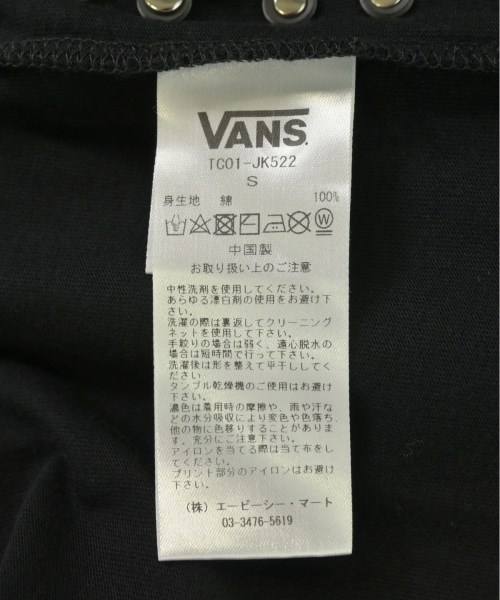 VANS
TC01-JK522
S
身生地 綿 100%
W
中国製
お取り扱い上のご注意
中性洗剤を使用してください。
あらゆる漂白剤の使用をお避け下
さい。
洗濯の際は裏返してクリーニング
ネットを使用して下さい。
手絞りの場合は弱く、遠心脱水の
場合は短時間で行って下さい。
洗濯後は形を整えて平干ししてく
ださい
タンブル乾燥機のご使用はお避け
下さい。
濃色は着用時の摩擦や、雨や汗な
どの水分吸収により変色や色落ち、
他の物に色移りすることがありま
す。充分にご注意下さい。
アイロンを当てる際は当て布をし
てください。
プリント部分のアイロンはお避け
下さい。
(株)エービーシー・マート
03-3476-5619